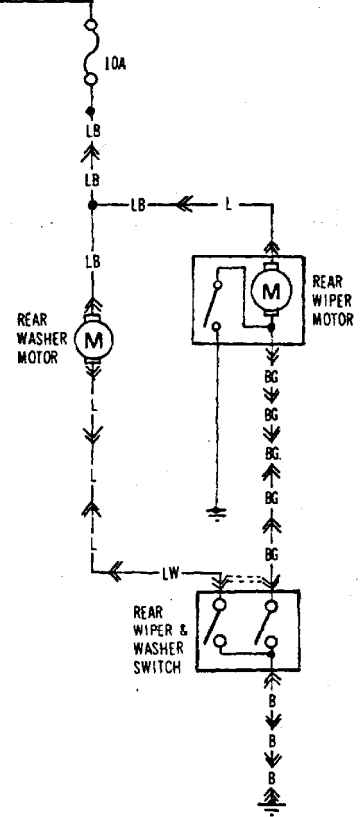 10A
LB
LB
LB
L
LB
REAR
WIPER
MOTOR
M
REAR
WASHER
MOTOR
M
BG
BG
BG.
BG
BG
L
L
L
LW
REAR
WIPER &
WASHER
SWITCH
B
B
B